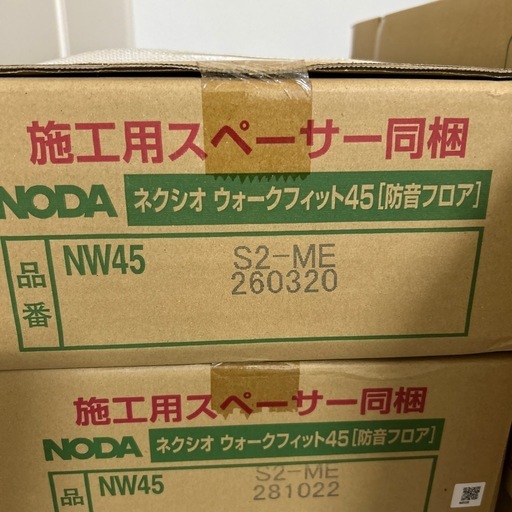 施工用スペーサー同梱
NODA ネクシオ ウォークフィット45[防音フロア]
品番 NW45 S2-ME
260320
施工用スペーサー同梱
NODA ネクシオ ウォークフィット45[防音フロア]
品 NW45 S2-ME
281022